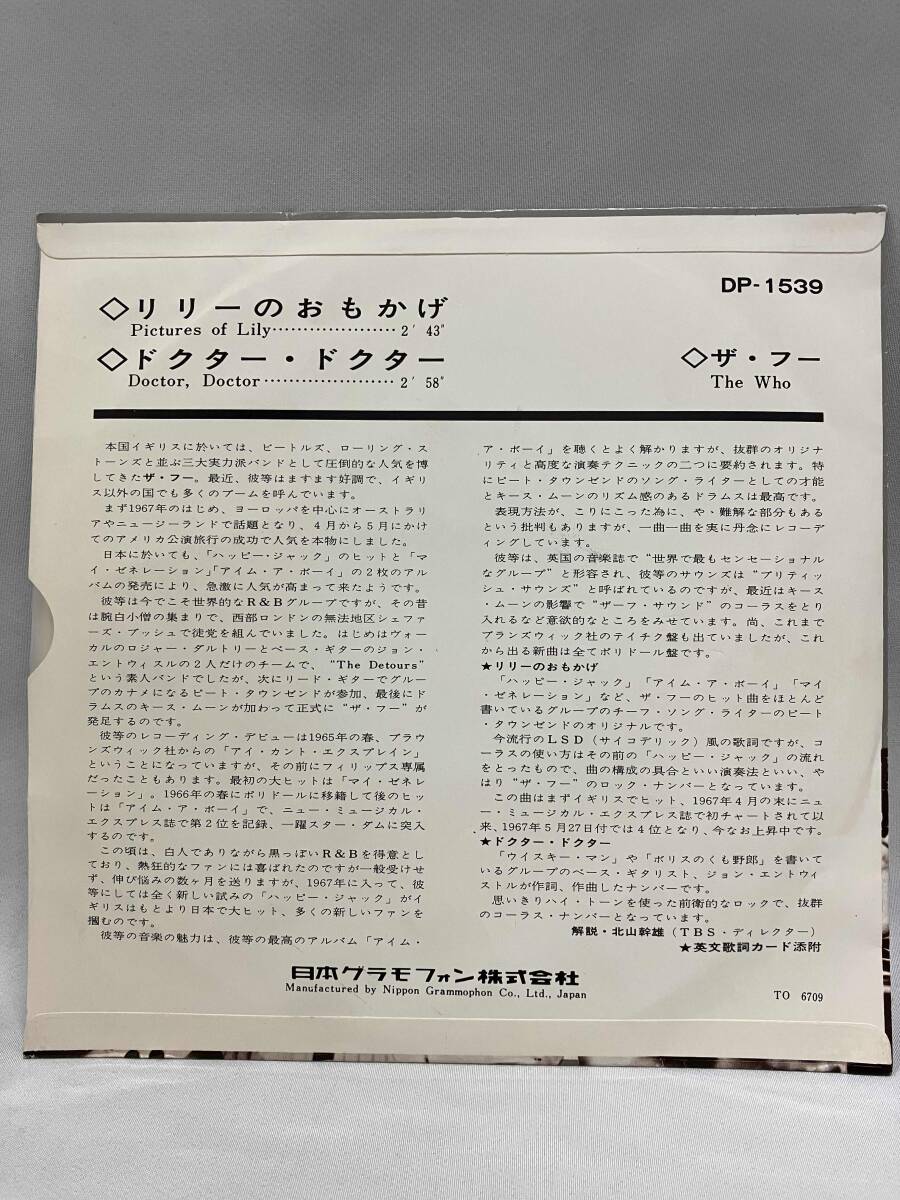 DP-1539
◇リリーのおもかげ
Pictures of Lily…………………2′43″
◇ドクター・ドクター
Doctor, Doctor…………………2′58″
◇ザ・フー
The Who
本国イギリスに於いては、ビートルズ、ローリング・ス
トーンズと並ぶ三大実力派バンドとして圧倒的な人気を博
してきたザ・フー。最近、彼等はますます好調で、イギリ
ス以外の国でも多くのブームを呼んでいます。
まず1967年のはじめ、ヨーロッパを中心にオーストラリ
アやニュージーランドで話題となり、4月から5月にかけ
てのアメリカ公演旅行の成功で人気を本物にしました。
日本に於いても、「ハッピー・ジャック」のヒットと「マ
イ・ゼネレーション」「アイム・ア・ボーイ」の2枚のアル
バムの発売により、急激に人気が高まって来たようです。
彼等は今でこそ世界的なR&Bグループですが、その昔
は腕白小僧の集まりで、西部ロンドンの無法地区シェファ
ーズ・ブッシュで徒党を組んでいました。はじめはヴォー
カルのロジャー・ダルトリーとベース・ギターのジョン・
エントウィスルの2人だけのチームで、“The Detours”
という素人バンドでしたが、次にリード・ギターでグルー
プのカナメになるピート・タウンゼンドが参加、最後にド
ラムスのキース・ムーンが加わって正式に“ザ・フー”が
発足するのです。
彼等のレコーディング・デビューは1965年の春、ブラウ
ンズウィック社からの「アイ・カント・エクスプレイン」
ということになっていますが、その前にフィリップス専属
だったこともあります。最初の大ヒットは「マイ・ゼネレ
ーション」。1966年の春にポリドールに移籍して後のヒッ
トは「アイム・ア・ボーイ」で、ニュー・ミュージカル・
エクスプレス誌で第2位を記録、一躍スター・ダムに突入
するのです。
この頃は、白人でありながら黒っぽいR&Bを得意とし
ており、熱狂的なファンには喜ばれたのですが一般受けせ
ず、伸び悩みの数ヶ月を送りますが、1967年に入って、彼
等にしては全く新しい試みの「ハッピー・ジャック」がイ
ギリスはもとより日本で大ヒット、多くの新しいファンを
掴むのです。
彼等の音楽の魅力は、彼等の最高のアルバム「アイム・
ア・ボーイ」を聴くとよく解かりますが、抜群のオリジナ
リティと高度な演奏テクニックの二つに要約されます。特
にピート・タウンゼンドのソング・ライターとしての才能
とキース・ムーンのリズム感のあるドラムスは最高です。
表現方法が、こりにこった為に、やゝ難解な部分もある
という批判もありますが、一曲一曲を実に丹念にレコーデ
ィングしています。
彼等は、英国の音楽誌で“世界で最もセンセーショナル
なグループ”と形容され、彼等のサウンズは“ブリティッ
シュ・サウンズ”と呼ばれているのですが、最近はキース
・ムーンの影響で“サーフ・サウンド”のコーラスをとり
入れるなど意欲的なところをみせています。尚、これまで
ブランズウィック社のテイチク盤も出ていましたが、これ
から出る新曲は全てポリドール盤です。
★リリーのおもかげ
「ハッピー・ジャック」「アイム・ア・ボーイ」「マイ
・ゼネレーション」など、ザ・フーのヒット曲をほとんど
書いているグループのチーフ・ソング・ライターのピート
・タウンゼンドのオリジナルです。
今流行のLSD(サイコデリック)風の歌詞ですが、コ
ーラスの使い方はその前の「ハッピー・ジャック」の流れ
をとったもので、曲の構成の具合といい演奏法といい、や
はり“ザ・フー”のロック・ナンバーとなっています。
この曲はまずイギリスでヒット、1967年4月の末にニュ
ー・ミュージカル・エクスプレス誌で初チャートされて以
来、1967年5月27日付では4位となり、今なお上昇中です。
★ドクター・ドクター
「ウイスキー・マン」や「ボリスのくも野郎」を書いて
いるグループのベース・ギタリスト、ジョン・エントウィ
ストルが作詞、作曲したナンバーです。
思いきりハイ・トーンを使った前衛的なロックで、抜群
のコーラス・ナンバーとなっています。
解説・北山幹雄(TBS・ディレクター)
★英文歌詞カード添附
日本グラモフォン株式会社
Manufactured by Nippon Grammophon Co., Ltd., Japan
TO 6709